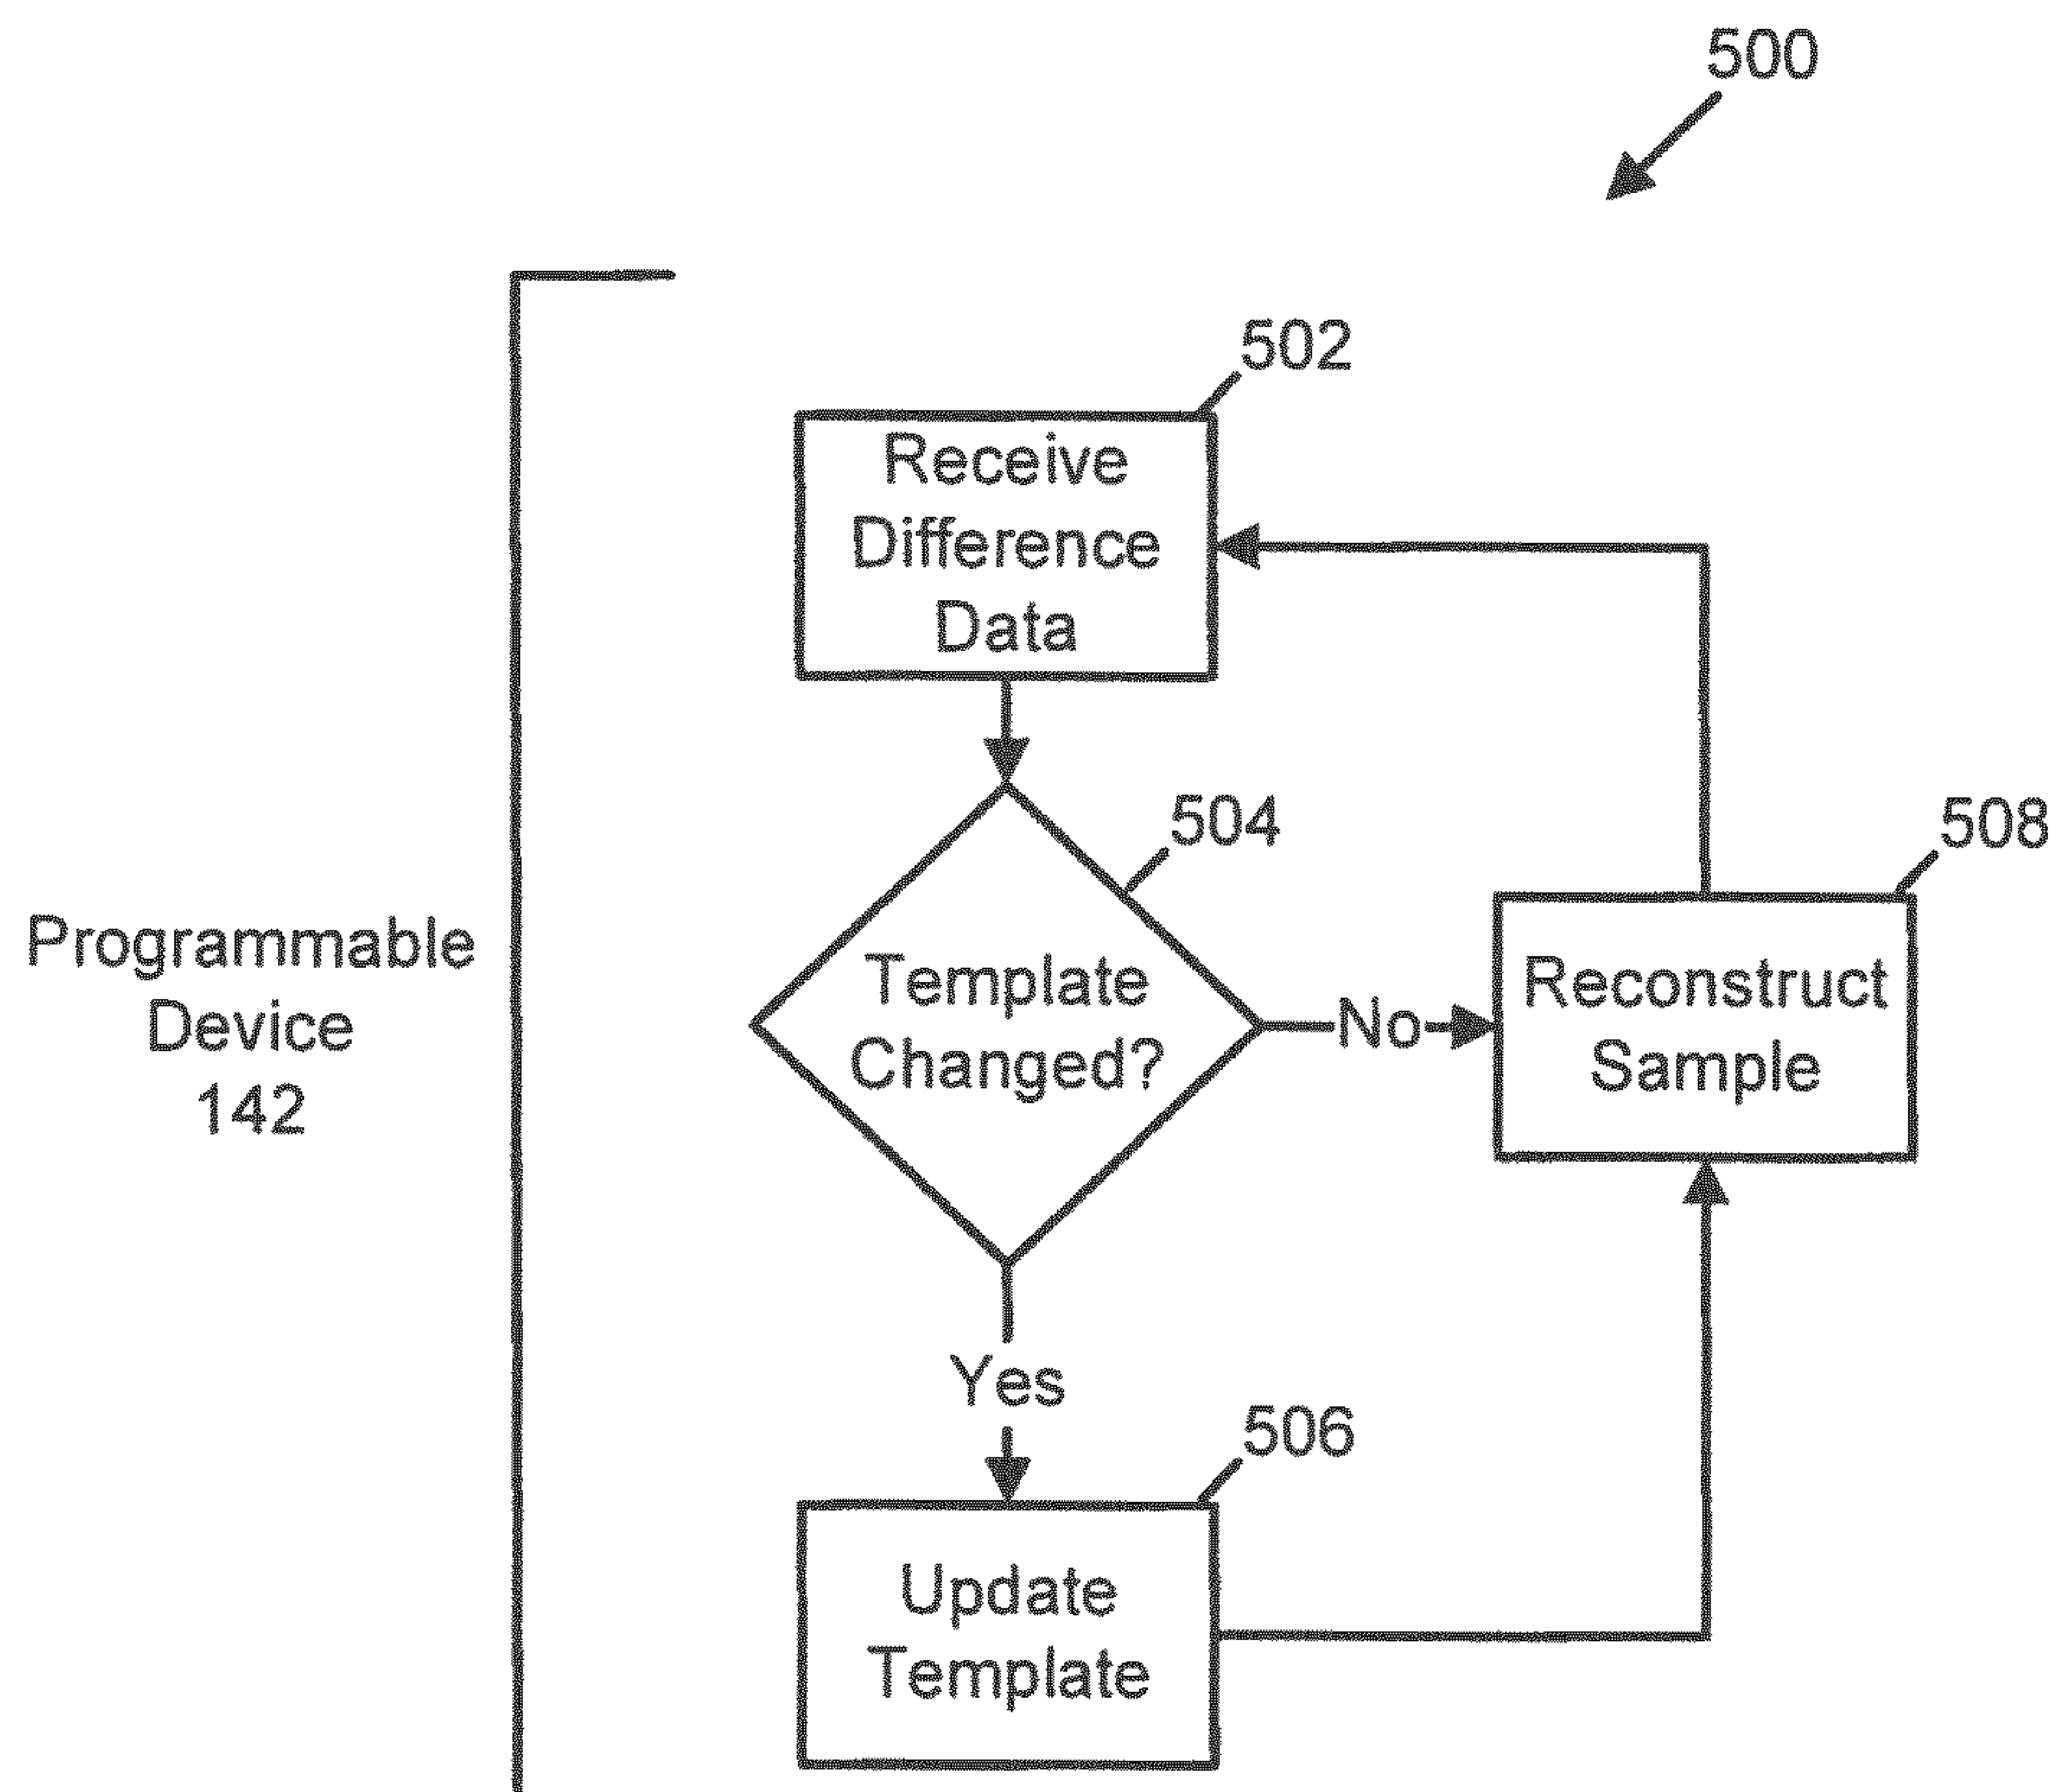 500
502
Receive
Difference
Data
504
Template
Changed?
No
508
Reconstruct
Sample
Programmable
Device
142
Yes
506
Update
Template